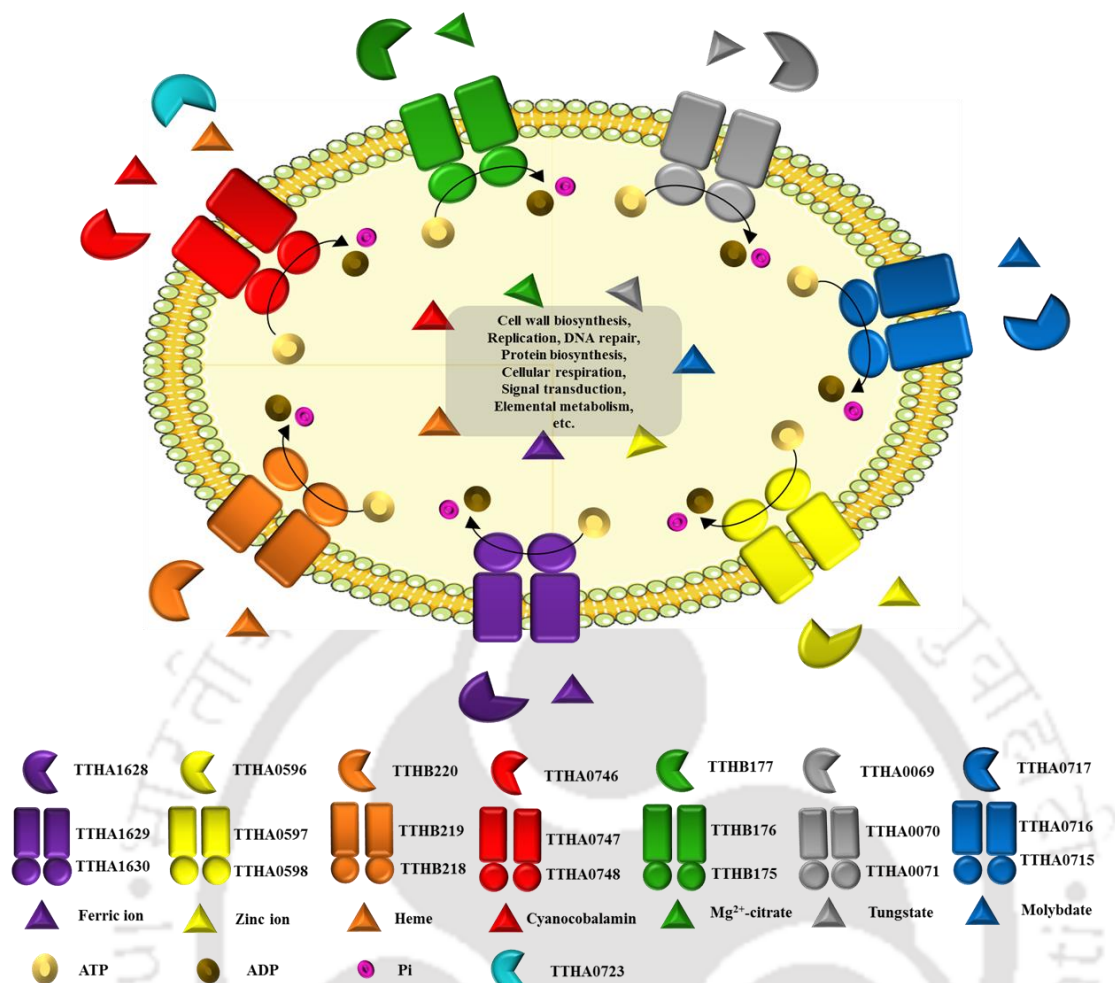 Cell wall biosynthesis,
Replication, DNA repair,
Protein biosynthesis,
Cellular respiration,
Signal transduction,
Elemental metabolism,
etc.
TTHA1628
TTHA0596
TTHB220
TTHA0746
TTHB177
TTHA0069
TTHA0717
TTHA1629
TTHA0597
TTHB219
TTHA0747
TTHB176
TTHA0070
TTHA0716
TTHA1630
TTHA0598
TTHB218
TTHA0748
TTHB175
TTHA0071
TTHA0715
Ferric ion
Zinc ion
Heme
Cyanocobalamin
Mg²⁺-citrate
Tungstate
Molybdate
ATP
ADP
Pi
TTHA0723